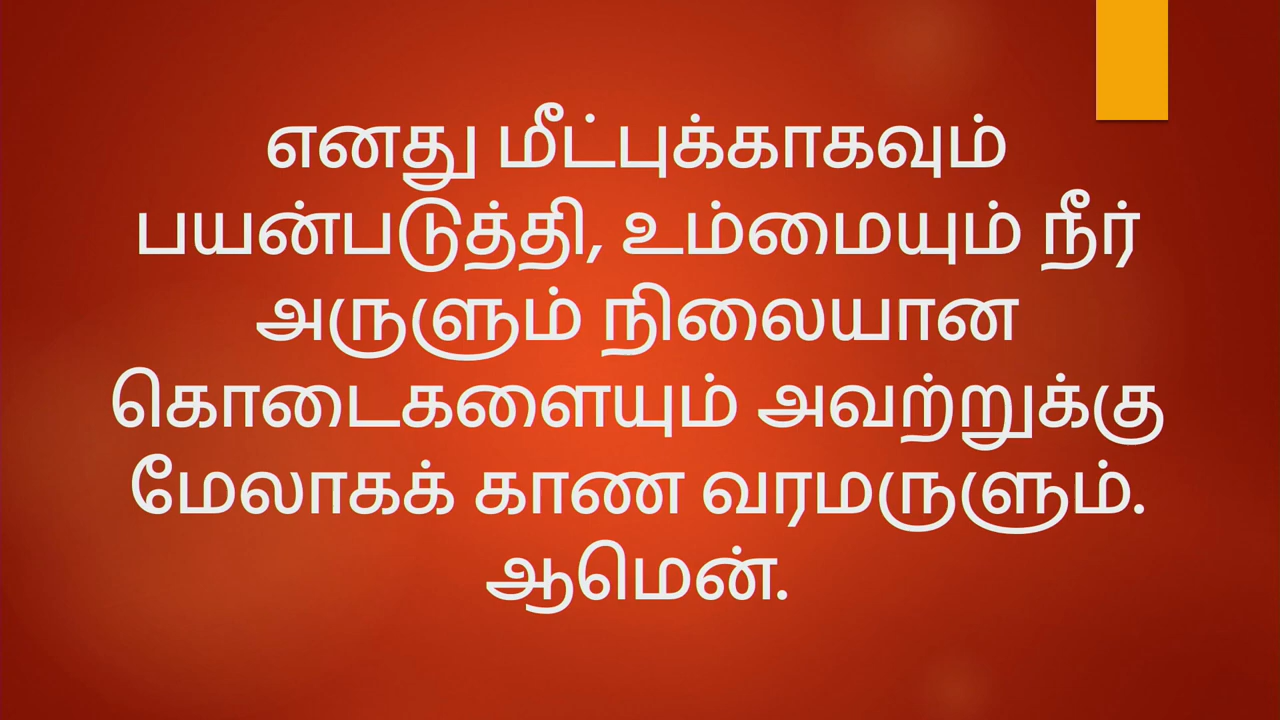 எனது மீட்புக்காகவும்
பயன்படுத்தி, உம்மையும் நீர்
அருளும் நிலையான
கொடைகளையும் அவற்றுக்கு
மேலாகக் காண வரமருளும்.
ஆமென்.